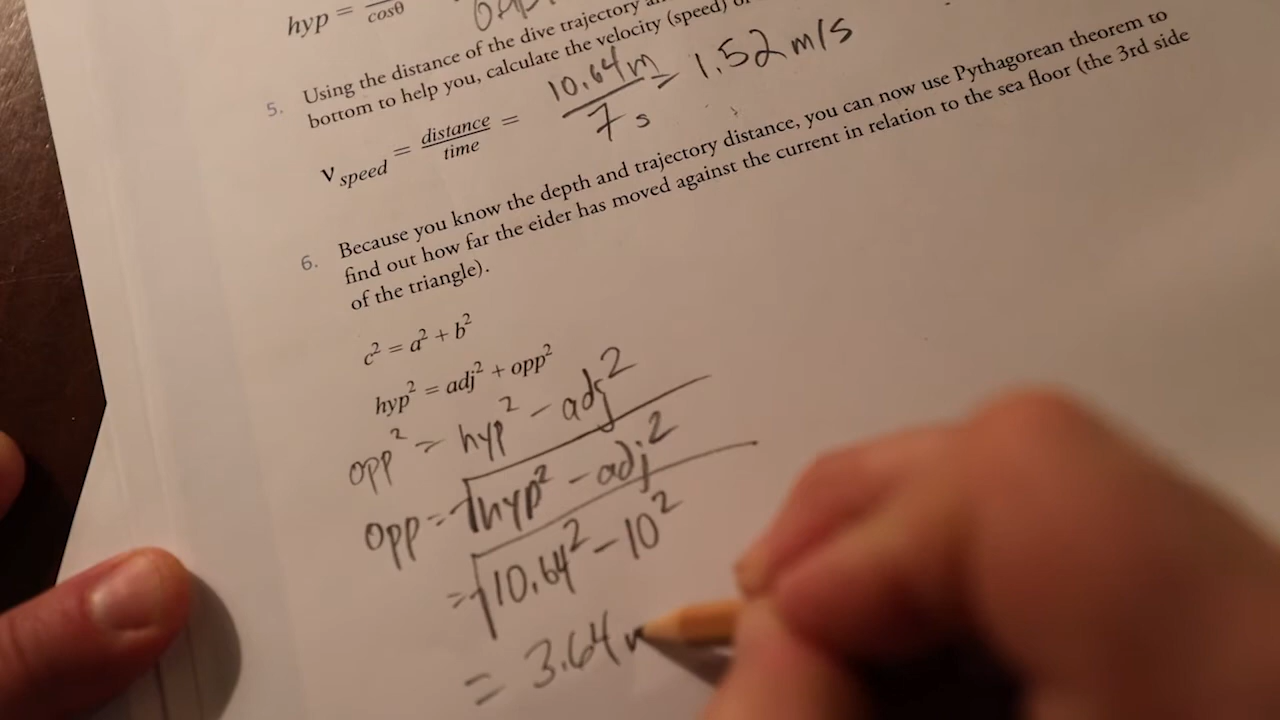 hyp = cosθ
5. Using the distance of the dive trajectory
bottom to help you, calculate the velocity (speed)
v speed = distance/time = 10.64m/7s = 1.52 m/s
6. Because you know the depth and trajectory distance, you can now use Pythagorean theorem to
find out how far the eider has moved against the current in relation to the sea floor (the 3rd side
of the triangle).
c² = a² + b²
hyp² = adj² + opp²
opp² = hyp² - adj²
opp = √hyp² - adj²
= √10.64² - 10²
= 3.64